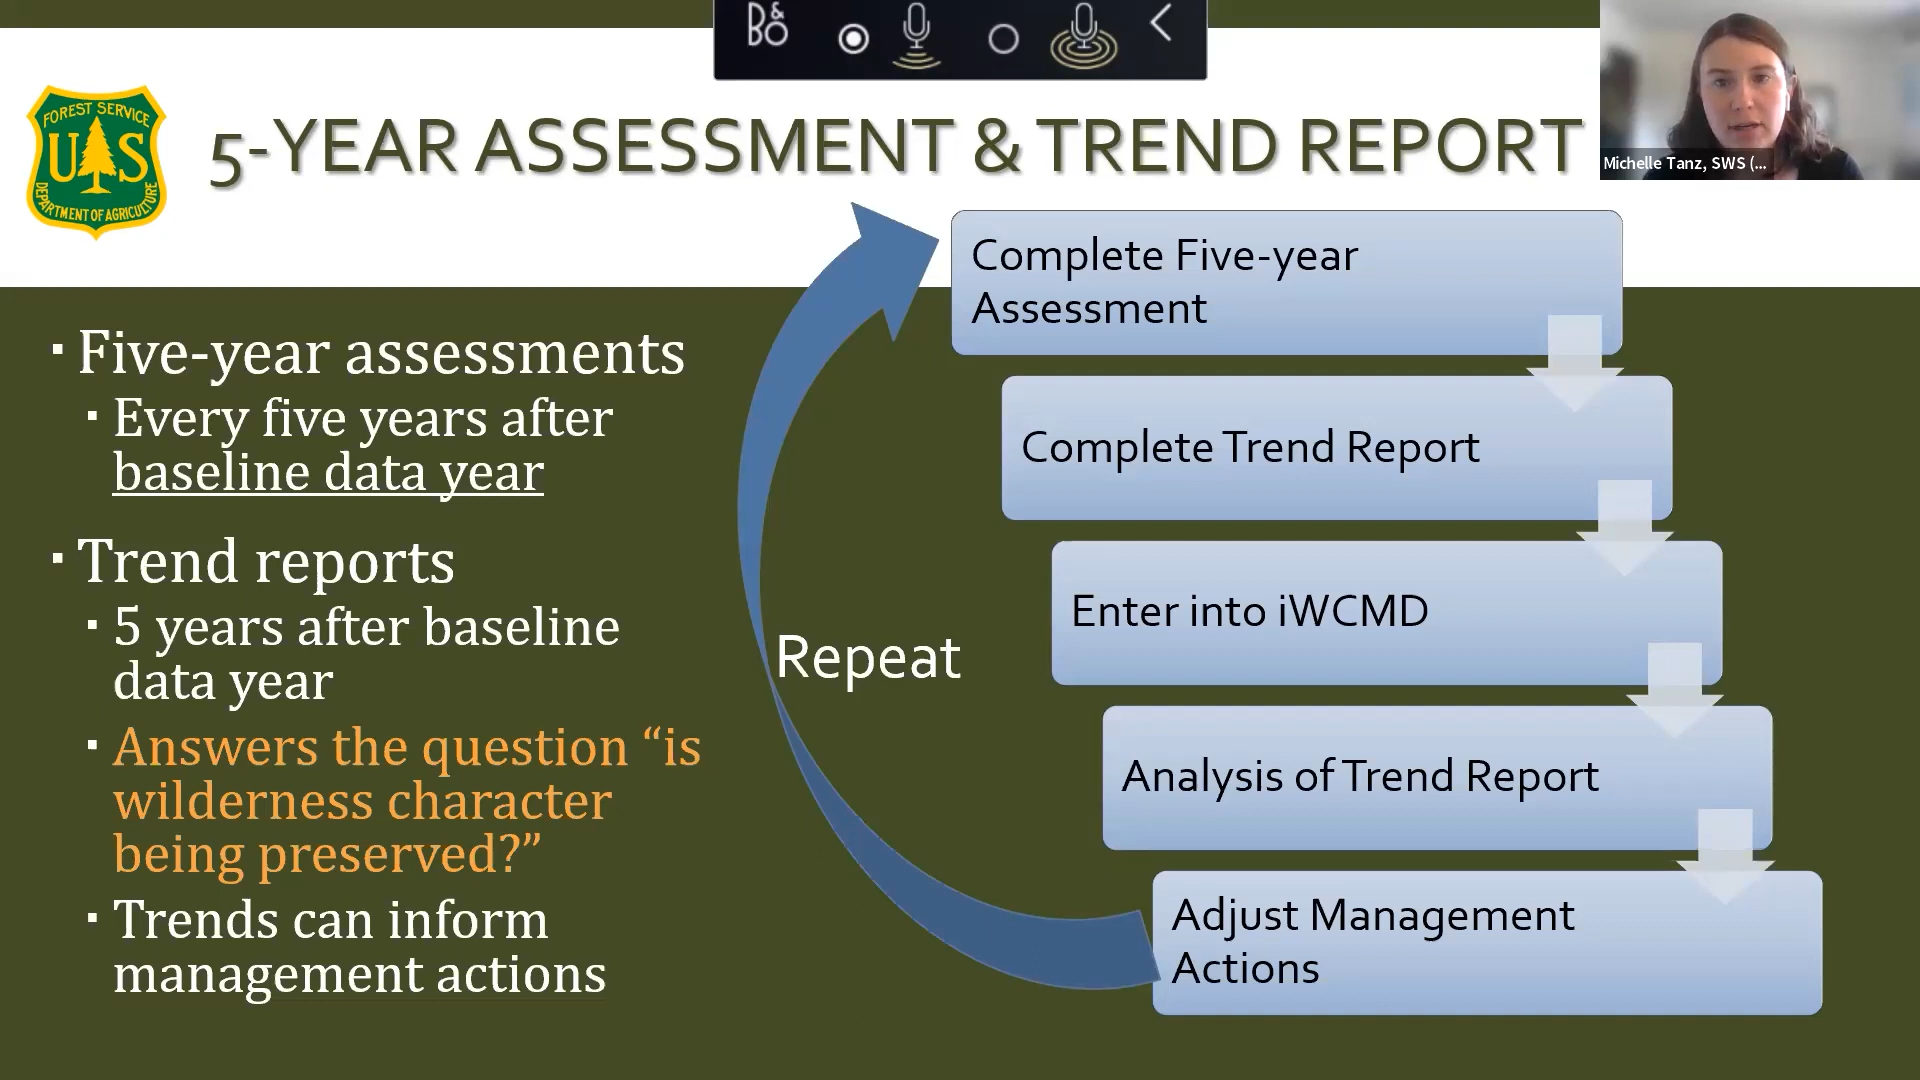 B&O
FOREST SERVICE
US
DEPARTMENT OF AGRICULTURE
5-YEAR ASSESSMENT & TREND REPORT
Michelle Tanz, SWS (...
▪ Five-year assessments
▪ Every five years after
baseline data year
▪ Trend reports
▪ 5 years after baseline
data year
▪ Answers the question “is
wilderness character
being preserved?”
▪ Trends can inform
management actions
Repeat
Complete Five-year
Assessment
Complete Trend Report
Enter into iWCMD
Analysis of Trend Report
Adjust Management
Actions